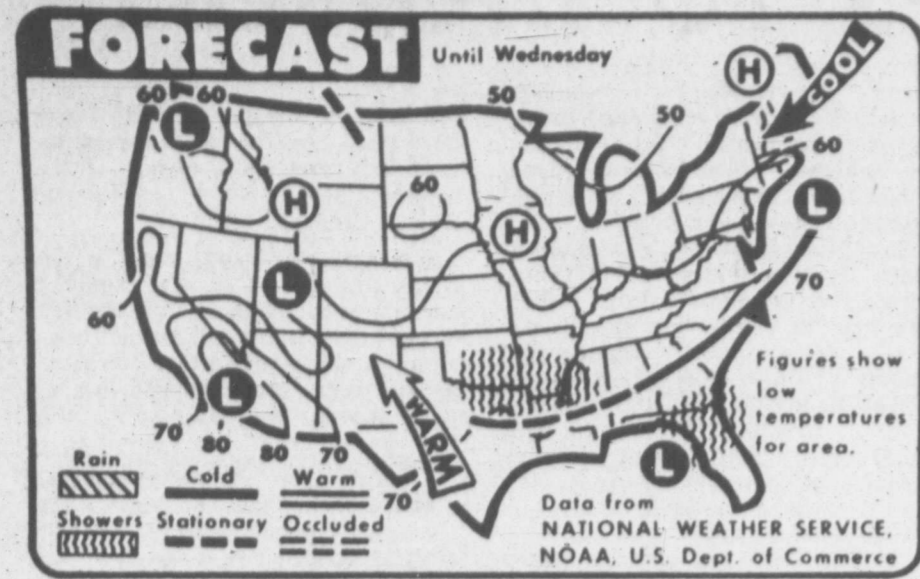 FORECAST
Until Wednesday
H
COOL
60 60
50
50
L
60
60
H
L
H
L
70
60
Figures show
low
temperatures
for area.
WARM
L
70
80
80
70
L
70
Rain
Cold
Warm
Showers
Stationary
Occluded
Data from
NATIONAL WEATHER SERVICE,
NOAA, U.S. Dept. of Commerce